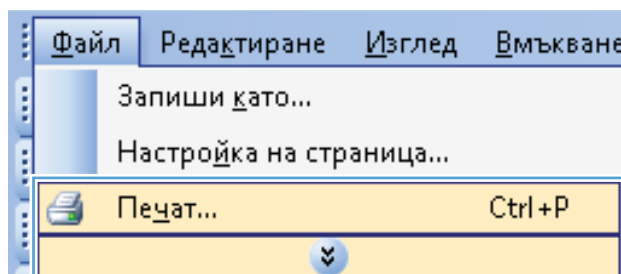 Файл Редактиране Изглед Вмъкване
Запиши като...
Настройка на страница...
Печат... Ctrl+P